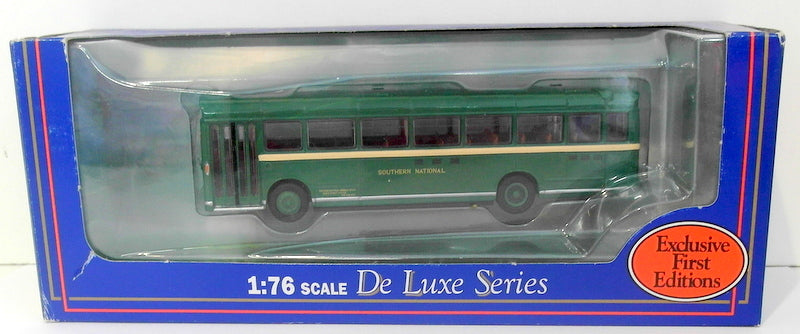 SOUTHERN NATIONAL
Exclusive
First
Editions
1:76 SCALE De Luxe Series